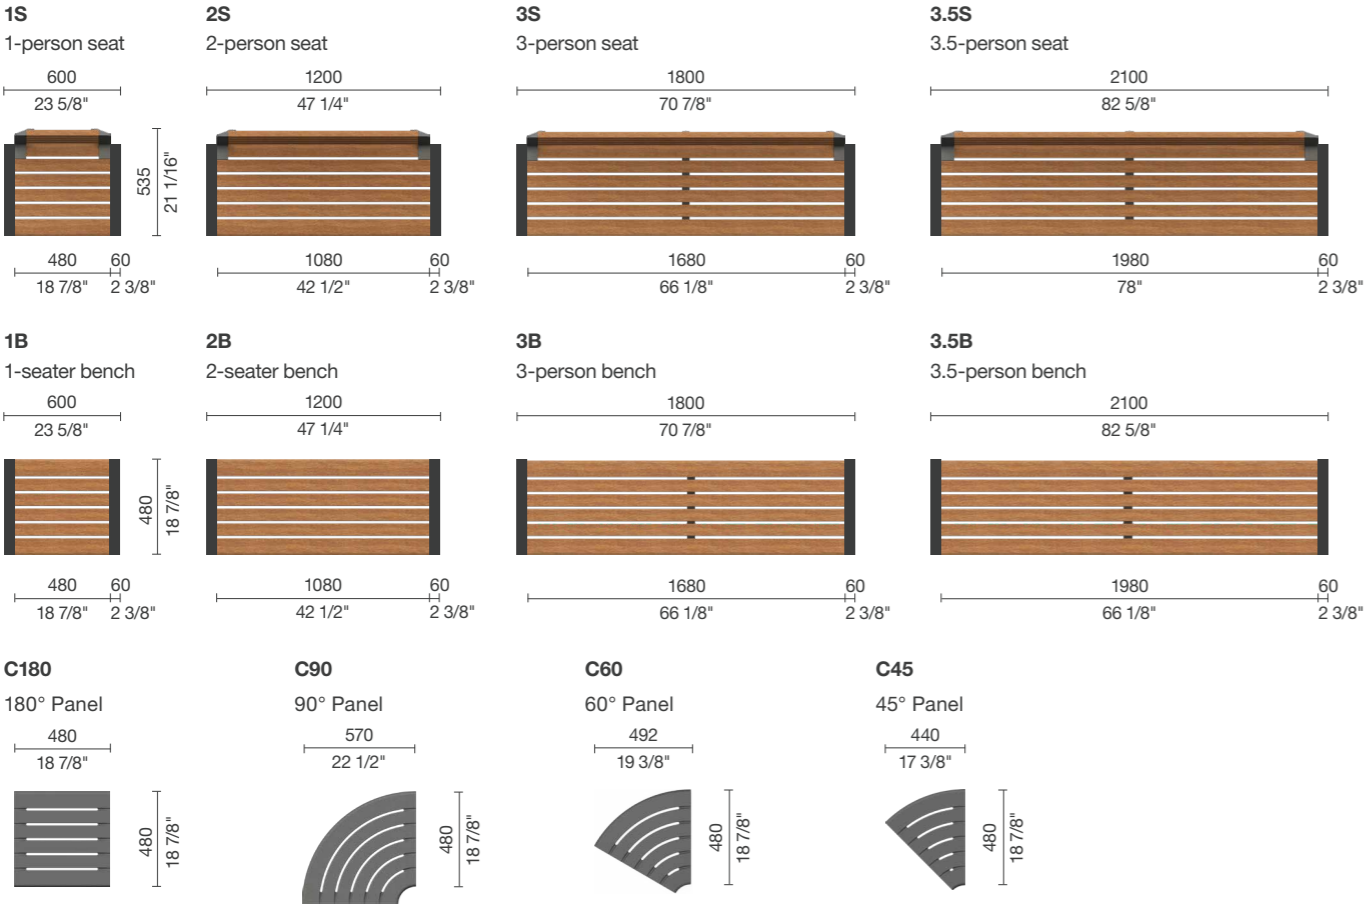 1S
1-person seat
600
23 5/8"
535
21 1/16"
480
60
18 7/8"
2 3/8"
2S
2-person seat
1200
47 1/4"
1080
60
42 1/2"
2 3/8"
3S
3-person seat
1800
70 7/8"
1680
60
66 1/8"
2 3/8"
3.5S
3.5-person seat
2100
82 5/8"
1980
60
78"
2 3/8"
1B
1-seater bench
600
23 5/8"
480
18 7/8"
480
60
18 7/8"
2 3/8"
2B
2-seater bench
1200
47 1/4"
1080
60
42 1/2"
2 3/8"
3B
3-person bench
1800
70 7/8"
1680
60
66 1/8"
2 3/8"
3.5B
3.5-person bench
2100
82 5/8"
1980
60
66 1/8"
2 3/8"
C180
180° Panel
480
18 7/8"
480
18 7/8"
C90
90° Panel
570
22 1/2"
480
18 7/8"
C60
60° Panel
492
19 3/8"
480
18 7/8"
C45
45° Panel
440
17 3/8"
480
18 7/8"